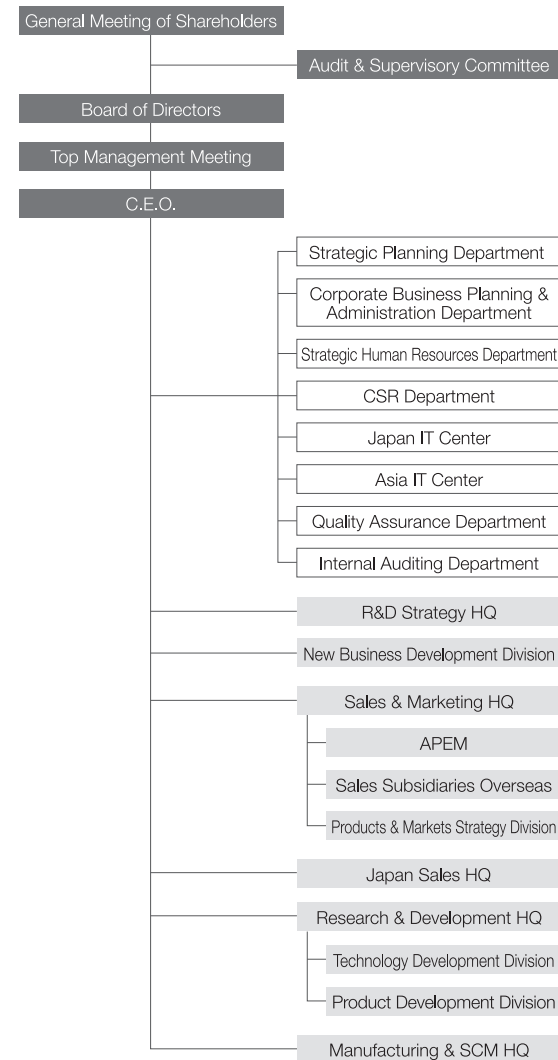 General Meeting of Shareholders
Audit & Supervisory Committee
Board of Directors
Top Management Meeting
C.E.O.
Strategic Planning Department
Corporate Business Planning &
Administration Department
Strategic Human Resources Department
CSR Department
Japan IT Center
Asia IT Center
Quality Assurance Department
Internal Auditing Department
R&D Strategy HQ
New Business Development Division
Sales & Marketing HQ
APEM
Sales Subsidiaries Overseas
Products & Markets Strategy Division
Japan Sales HQ
Research & Development HQ
Technology Development Division
Product Development Division
Manufacturing & SCM HQ